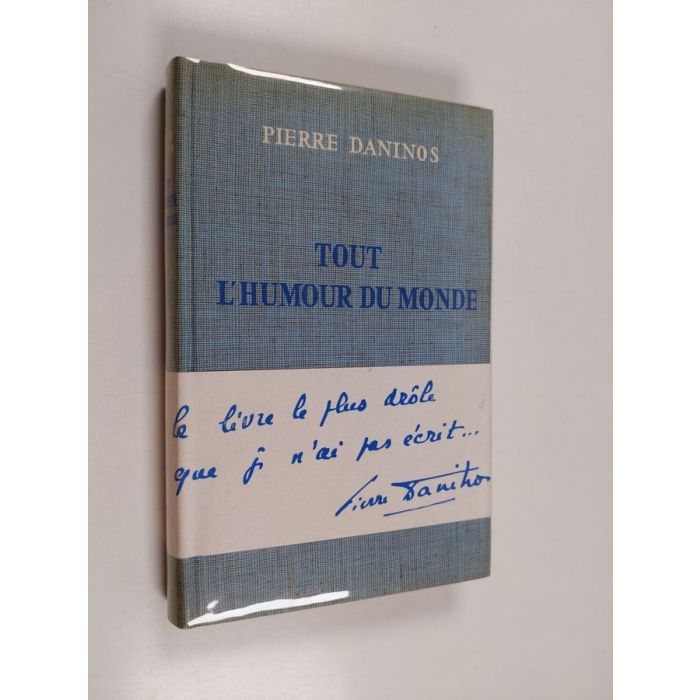 PIERRE DANINOS
TOUT
L'HUMOUR DU MONDE
le livre le plus drôle
que je n'ai pas écrit...
Pierre Daninos